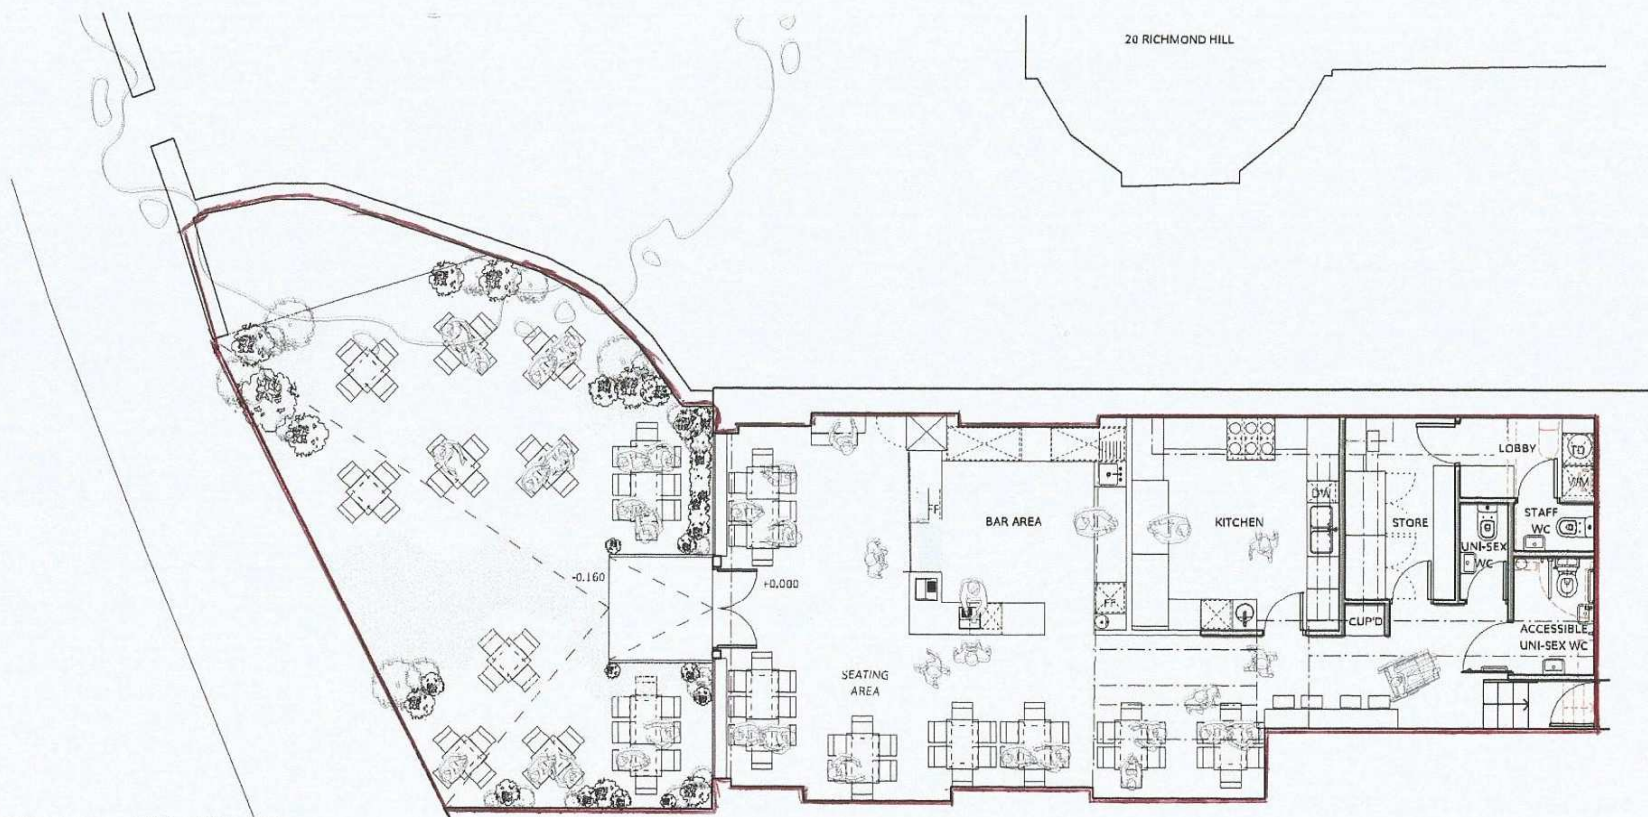 20 RICHMOND HILL
LOBBY
TD
WM
DW
FF
BAR AREA
KITCHEN
STORE
STAFF
WC
UNI-SEX
WC
-0.160
+0.000
FF
CUP'D
ACCESSIBLE
UNI-SEX WC
SEATING
AREA